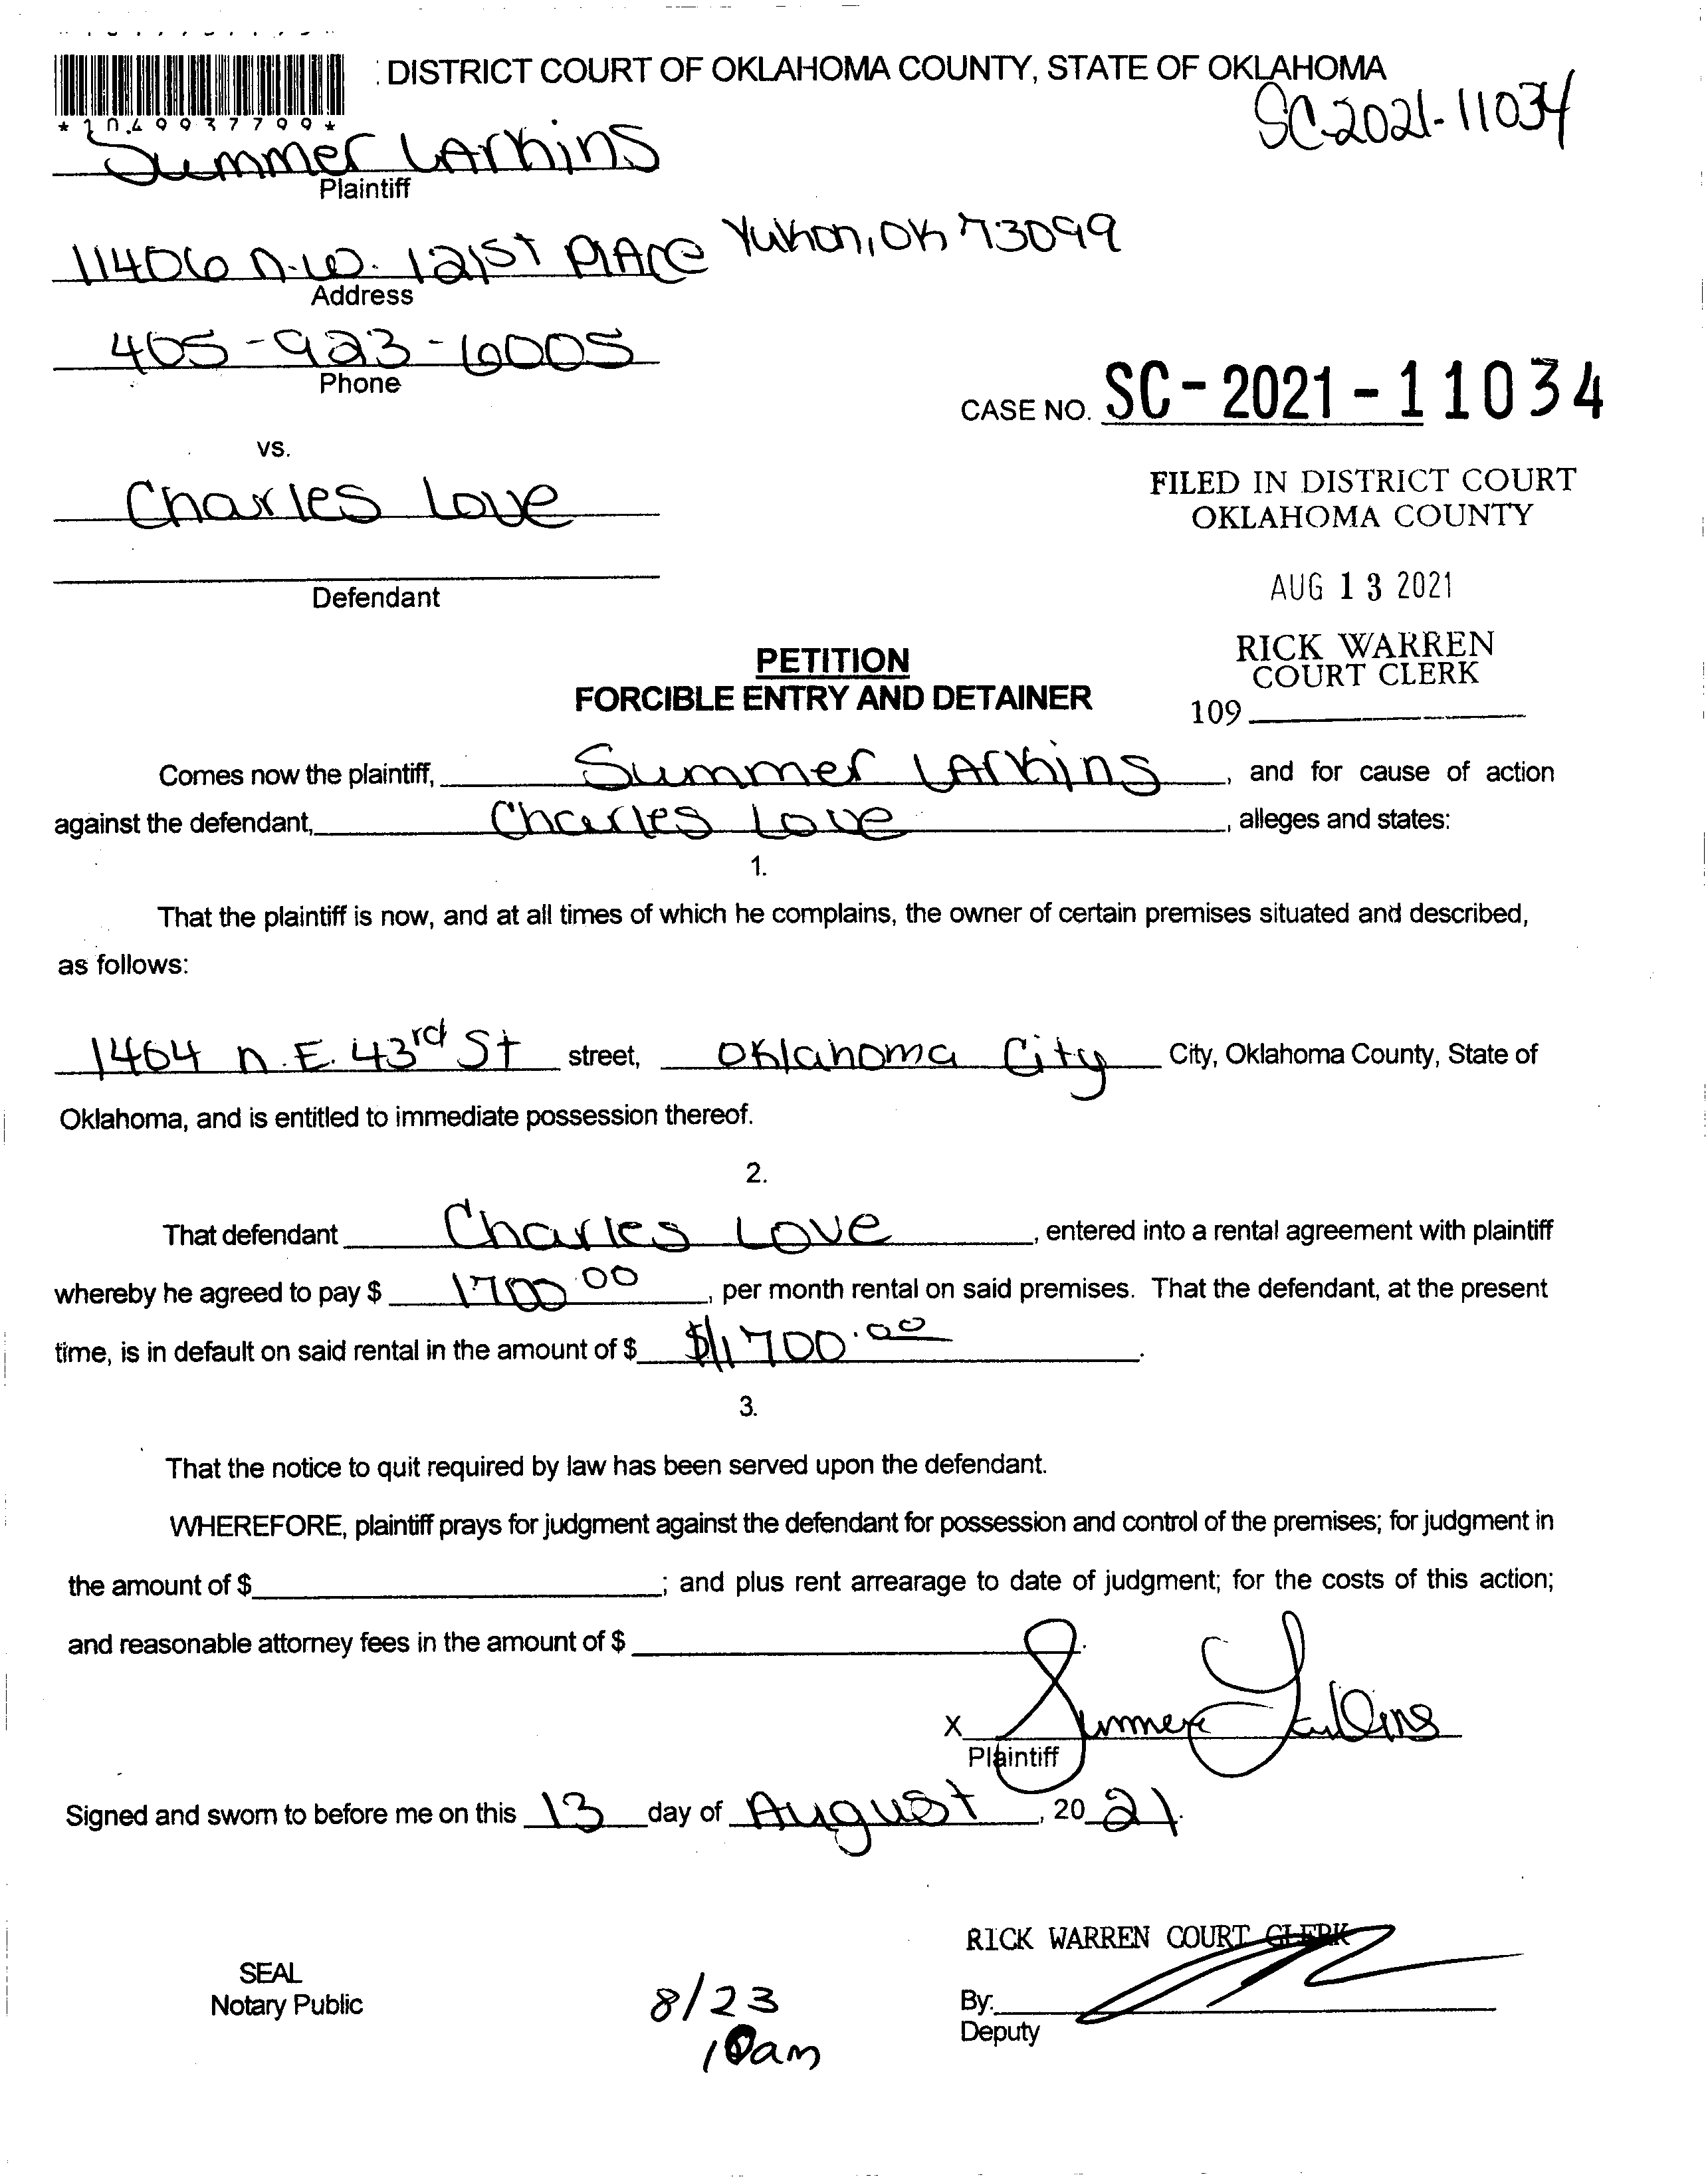 : DISTRICT COURT OF OKLAHOMA COUNTY, STATE OF OKLAHOMA
SC-2021-11034
Summer Larkins
Plaintiff
11406 N.W. 121st Place Yukon, OK 73099
Address
405-923-6005
Phone
CASE NO. SC-2021-11034
vs.
Charles Love
FILED IN DISTRICT COURT
OKLAHOMA COUNTY
Defendant
AUG 13 2021
RICK WARREN
COURT CLERK
109
PETITION
FORCIBLE ENTRY AND DETAINER
Comes now the plaintiff, Summer Larkins, and for cause of action
against the defendant, Charles Love, alleges and states:
1.
That the plaintiff is now, and at all times of which he complains, the owner of certain premises situated and described,
as follows:
1464 N.E. 43rd St street, Oklahoma City City, Oklahoma County, State of
Oklahoma, and is entitled to immediate possession thereof.
2.
That defendant Charles Love, entered into a rental agreement with plaintiff
whereby he agreed to pay $ 1700.00, per month rental on said premises. That the defendant, at the present
time, is in default on said rental in the amount of $ $1,700.00.
3.
That the notice to quit required by law has been served upon the defendant.
WHEREFORE, plaintiff prays for judgment against the defendant for possession and control of the premises; for judgment in
the amount of $ ; and plus rent arrearage to date of judgment; for the costs of this action;
and reasonable attorney fees in the amount of $ .
X Summer Larkins
Plaintiff
Signed and sworn to before me on this 13 day of August, 20 21.
RICK WARREN COURT CLERK
SEAL
Notary Public
8/23
10am
By:
Deputy